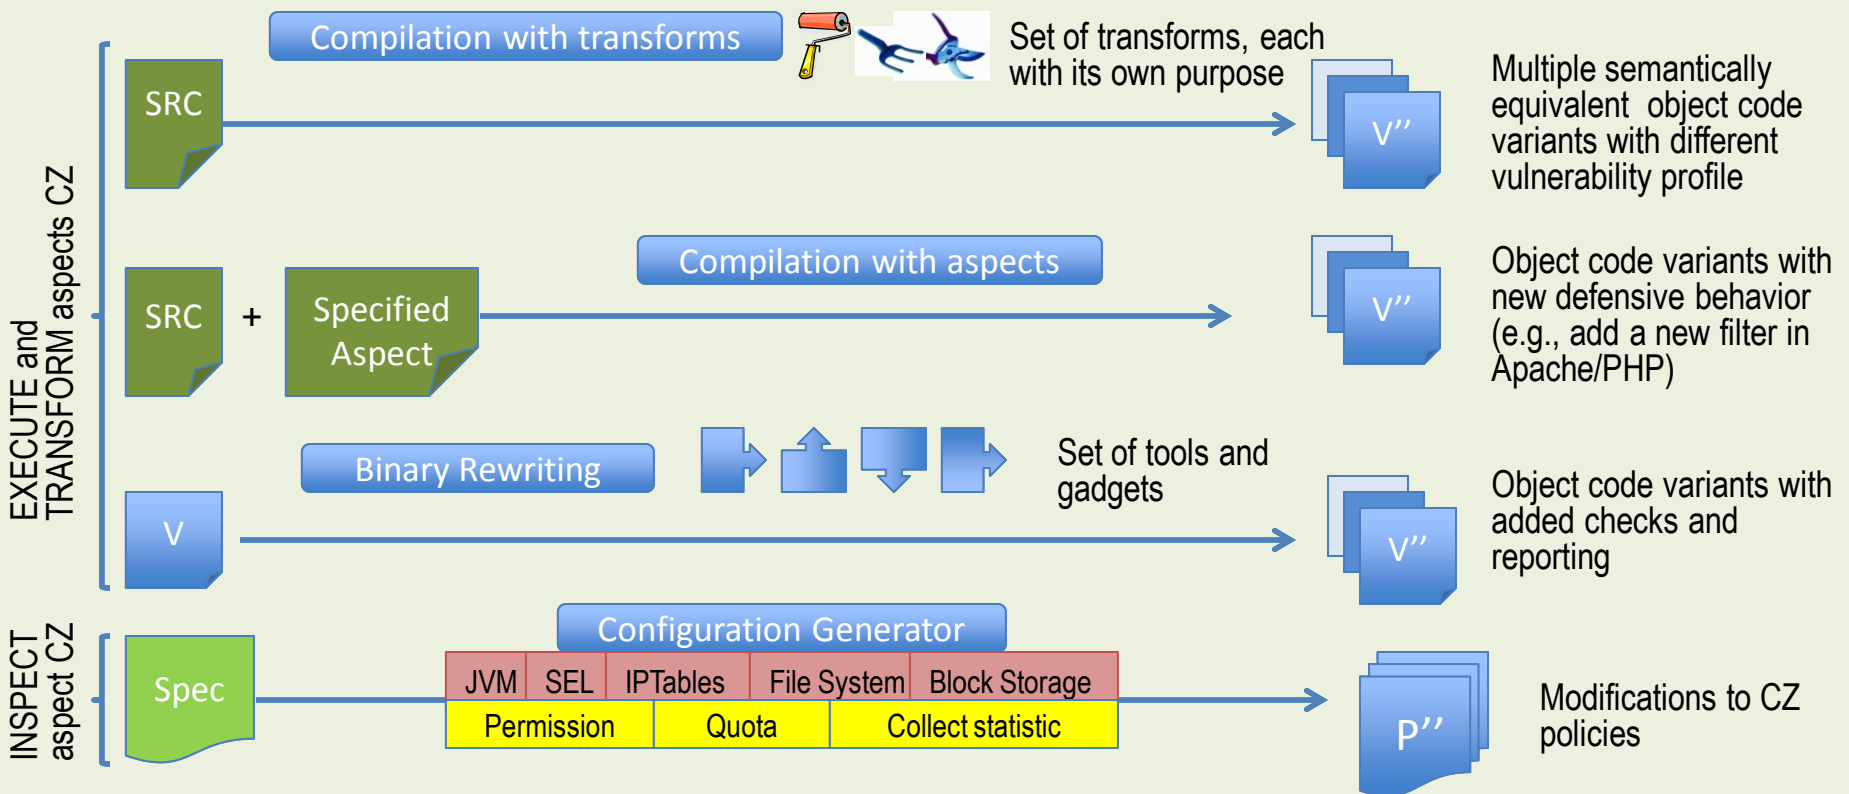 EXECUTE and
TRANSFORM aspects CZ
Compilation with transforms
Set of transforms, each
with its own purpose
SRC
V’’
Multiple semantically
equivalent object code
variants with different
vulnerability profile
Compilation with aspects
SRC
+
Specified
Aspect
V’’
Object code variants with
new defensive behavior
(e.g., add a new filter in
Apache/PHP)
Binary Rewriting
Set of tools and
gadgets
V
V’’
Object code variants with
added checks and
reporting
INSPECT
aspect CZ
Configuration Generator
Spec
JVM SEL IPTables File System Block Storage
Permission Quota Collect statistic
P’’
Modifications to CZ
policies